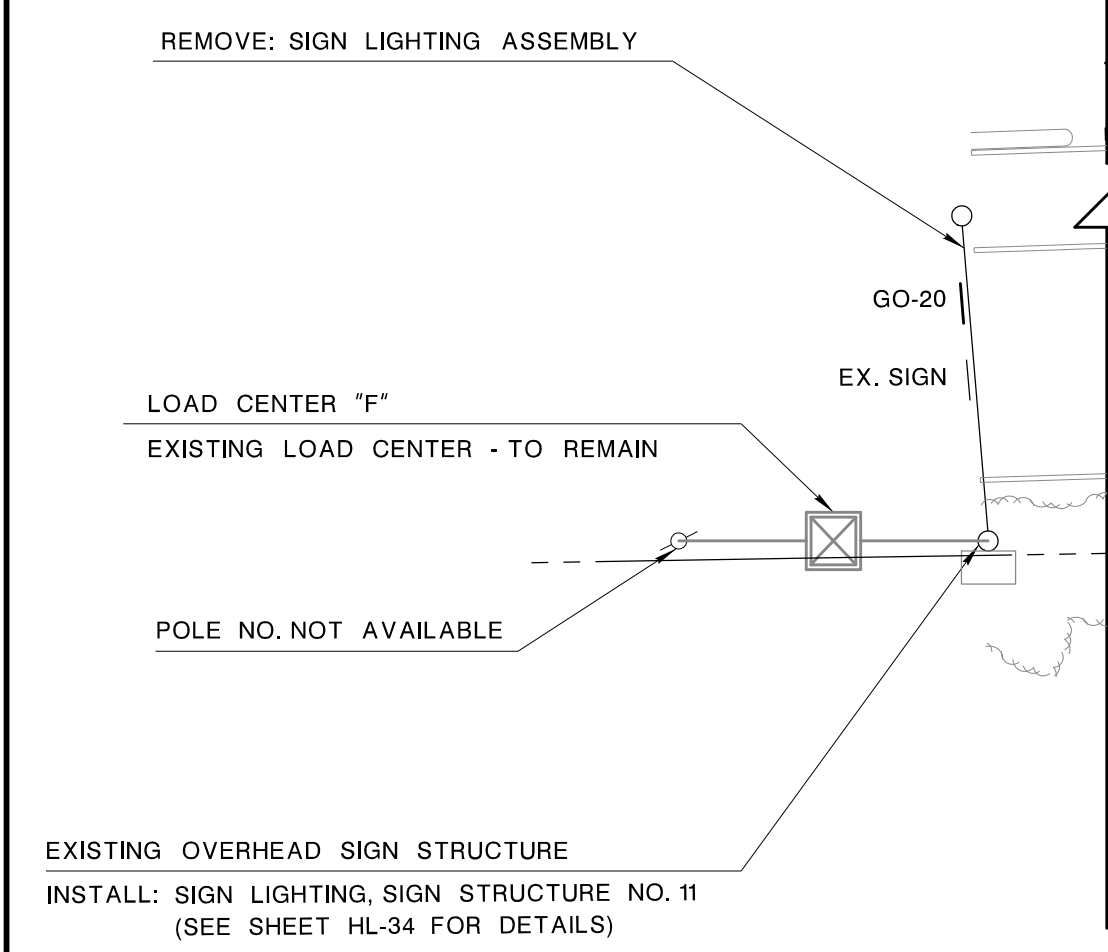 REMOVE: SIGN LIGHTING ASSEMBLY
GO-20
EX. SIGN
LOAD CENTER "F"
EXISTING LOAD CENTER - TO REMAIN
POLE NO. NOT AVAILABLE
EXISTING OVERHEAD SIGN STRUCTURE
INSTALL: SIGN LIGHTING, SIGN STRUCTURE NO. 11
(SEE SHEET HL-34 FOR DETAILS)